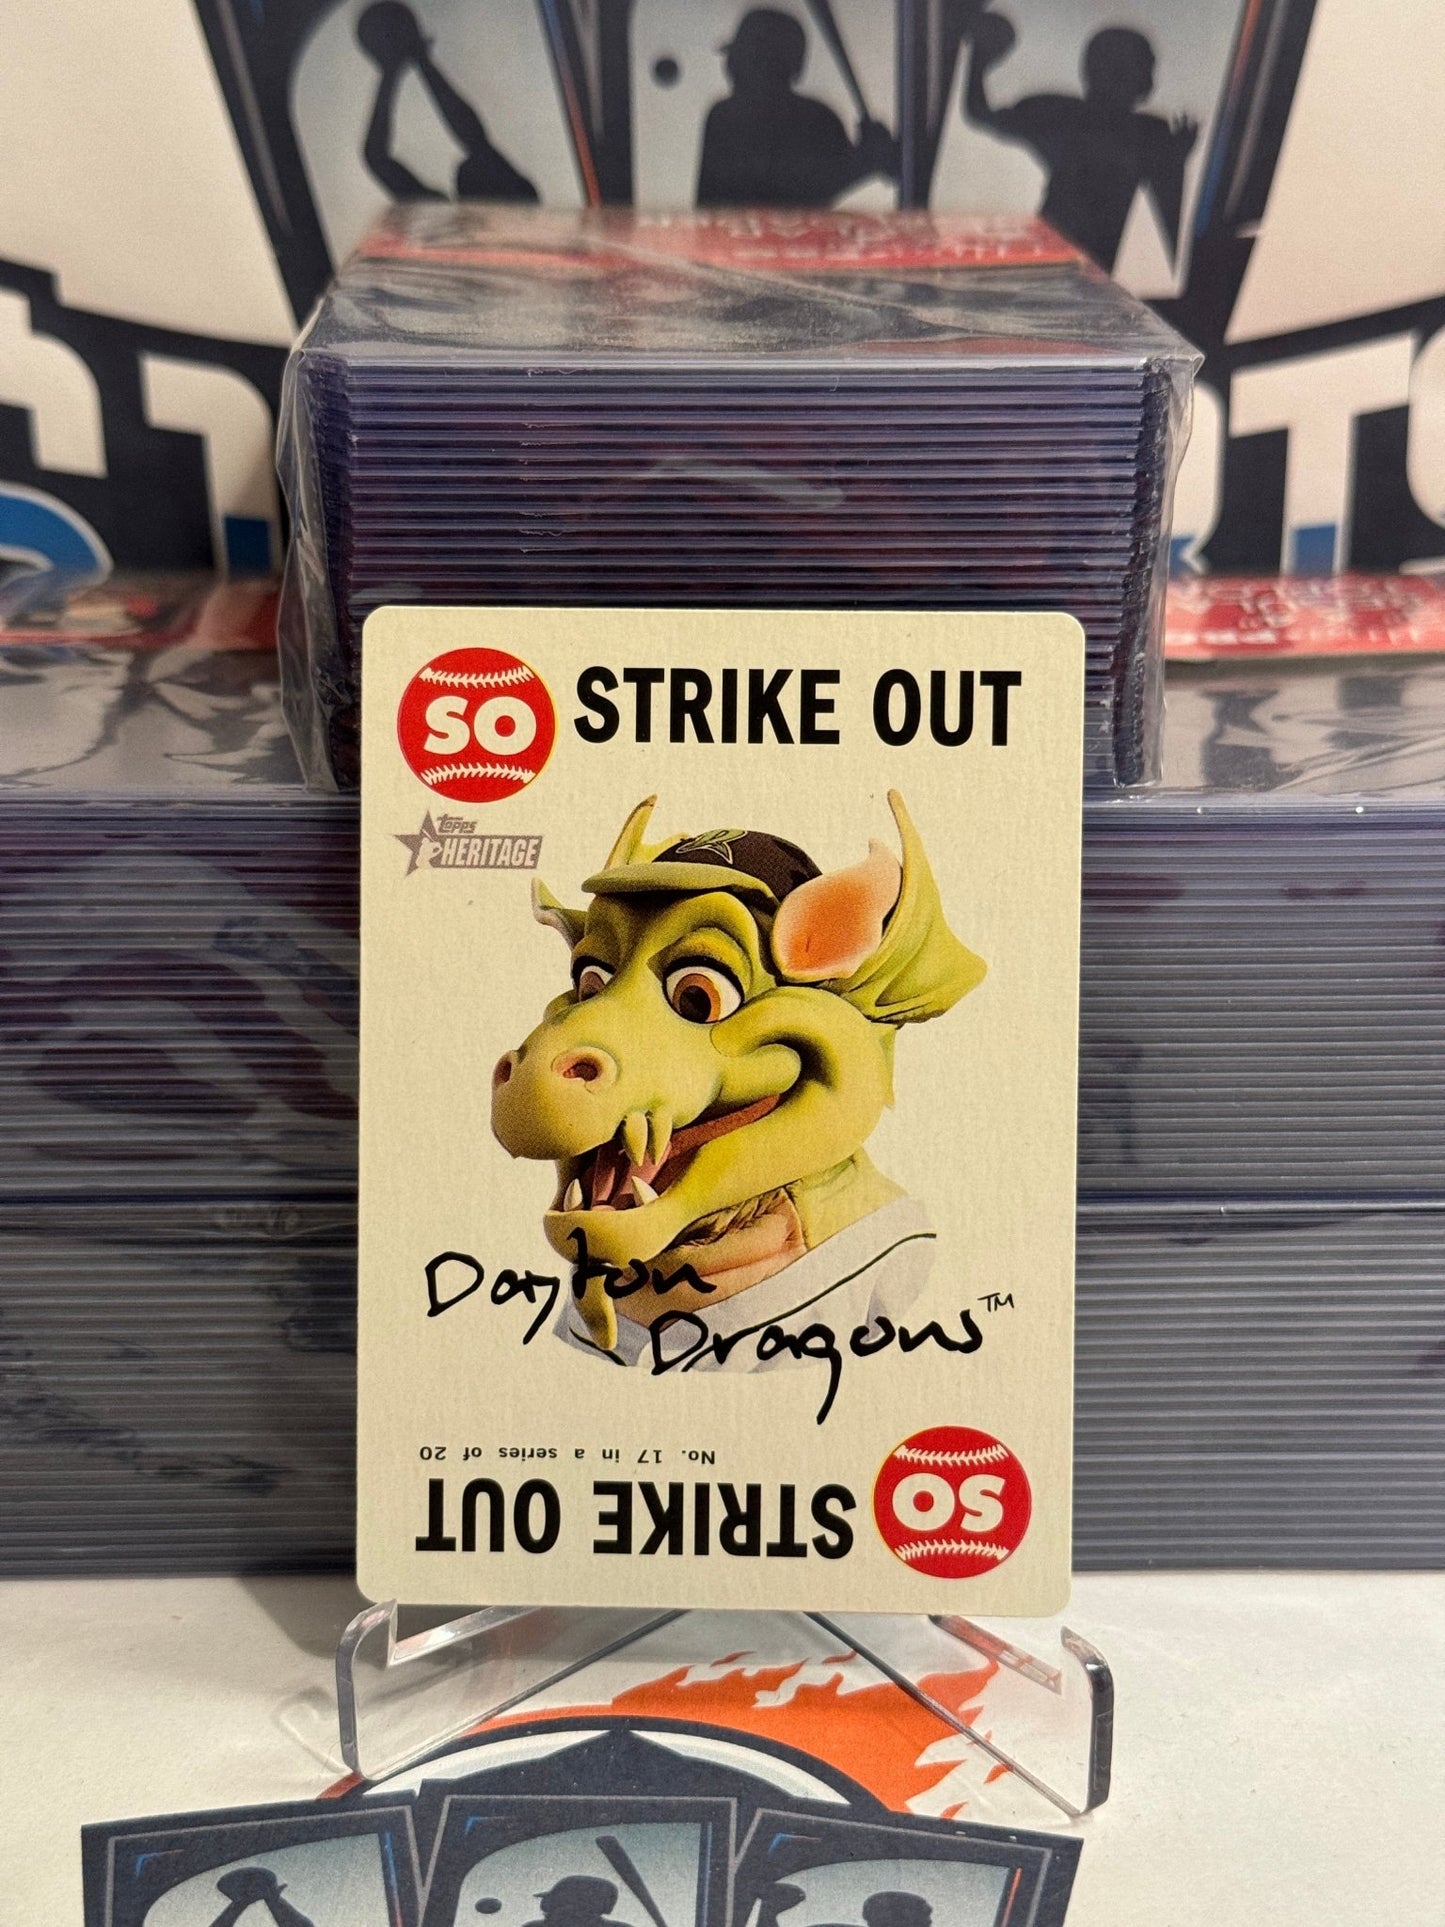 SO STRIKE OUT
topps
HERITAGE
Dayton
Dragons™
No. 17 in a series of 20
STRIKE OUT SO